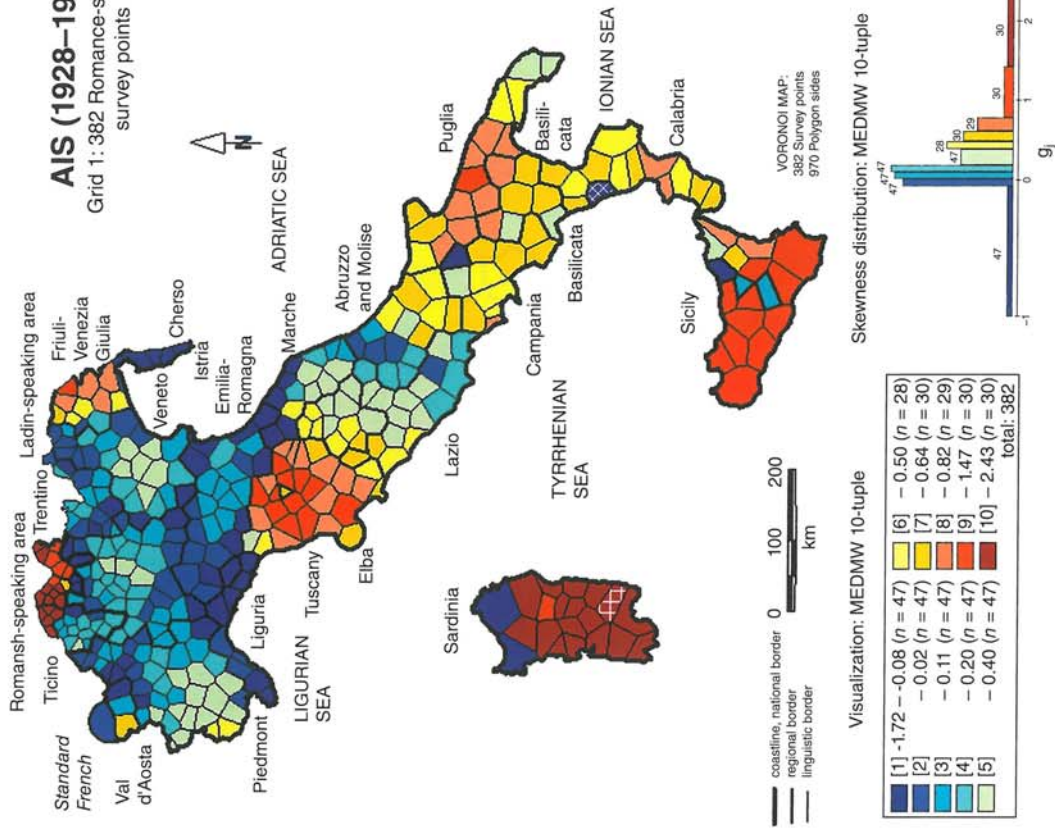 AIS (1928–19
Grid 1: 382 Romance-s
survey points
N
Romansh-speaking area
Trentino
Ladin-speaking area
Friuli-
Venezia
Giulia
Ticino
Standard
French
Val
d'Aosta
Piedmont
Liguria
LIGURIAN
SEA
Tuscany
Elba
Veneto
Cherso
Istria
Emilia-
Romagna
Marche
ADRIATIC SEA
Abruzzo
and Molise
Puglia
Lazio
Campania
TYRRHENIAN
SEA
Basilicata
Basili-
cata
IONIAN SEA
Calabria
Sicily
Sardinia
coastline, national border
regional border
linguistic border
0 100 200
km
VORONOI MAP:
382 Survey points
970 Polygon sides
Visualization: MEDMW 10-tuple
[1] -1.72 – -0.08 (n = 47)
[2] – 0.02 (n = 47)
[3] – 0.11 (n = 47)
[4] – 0.20 (n = 47)
[5] – 0.40 (n = 47)
[6] – 0.50 (n = 28)
[7] – 0.64 (n = 30)
[8] – 0.82 (n = 29)
[9] – 1.47 (n = 30)
[10] – 2.43 (n = 30)
total: 382
Skewness distribution: MEDMW 10-tuple
47 47 47 47 47 28 30 29 30 30
–1 0 1 2
gi